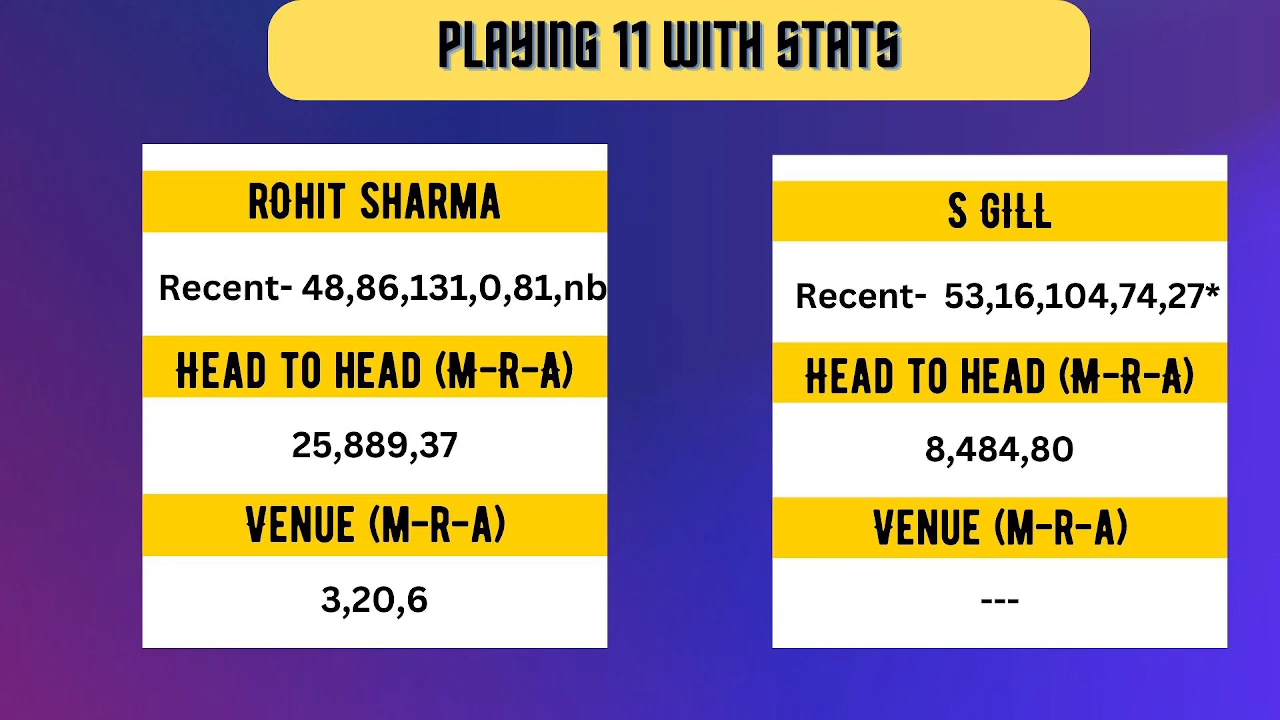 PLAYING 11 WITH STATS
ROHIT SHARMA
Recent- 48,86,131,0,81,nb
HEAD TO HEAD (M-R-A)
25,889,37
VENUE (M-R-A)
3,20,6
S GILL
Recent- 53,16,104,74,27*
HEAD TO HEAD (M-R-A)
8,484,80
VENUE (M-R-A)
---